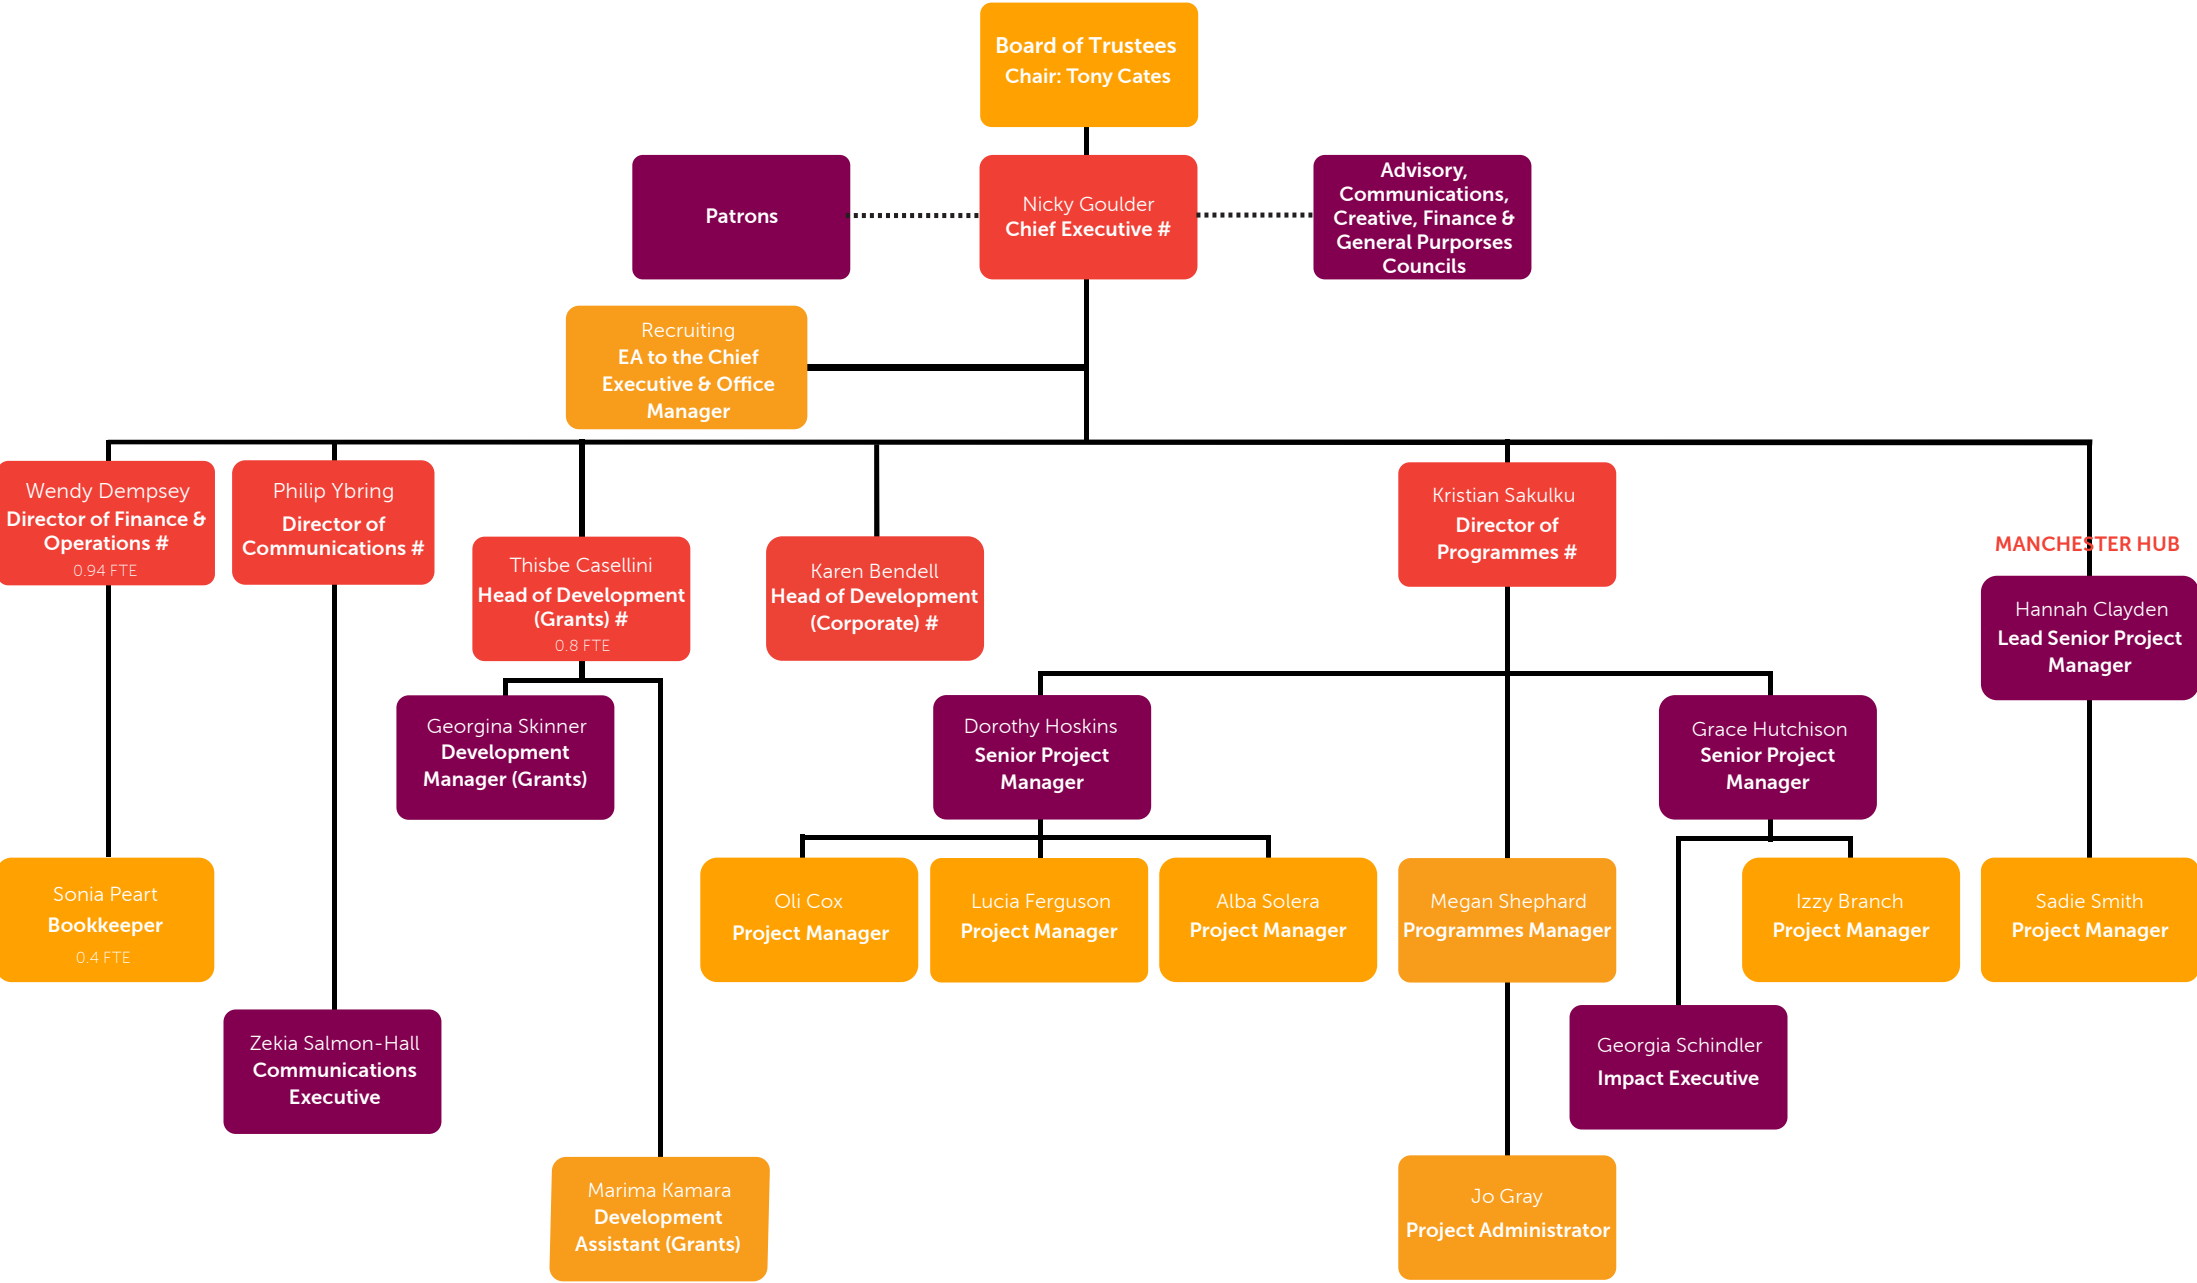 Board of Trustees
Chair: Tony Cates
Patrons
Nicky Goulder
Chief Executive #
Advisory,
Communications,
Creative, Finance &
General Purporses
Councils
Recruiting
EA to the Chief
Executive & Office
Manager
Wendy Dempsey
Director of Finance &
Operations #
0.94 FTE
Philip Ybring
Director of
Communications #
Thisbe Casellini
Head of Development
(Grants) #
0.8 FTE
Karen Bendell
Head of Development
(Corporate) #
Kristian Sakulku
Director of
Programmes #
MANCHESTER HUB
Hannah Clayden
Lead Senior Project
Manager
Georgina Skinner
Development
Manager (Grants)
Dorothy Hoskins
Senior Project
Manager
Grace Hutchison
Senior Project
Manager
Sonia Peart
Bookkeeper
0.4 FTE
Oli Cox
Project Manager
Lucia Ferguson
Project Manager
Alba Solera
Project Manager
Megan Shephard
Programmes Manager
Izzy Branch
Project Manager
Sadie Smith
Project Manager
Zekia Salmon-Hall
Communications
Executive
Georgia Schindler
Impact Executive
Marima Kamara
Development
Assistant (Grants)
Jo Gray
Project Administrator